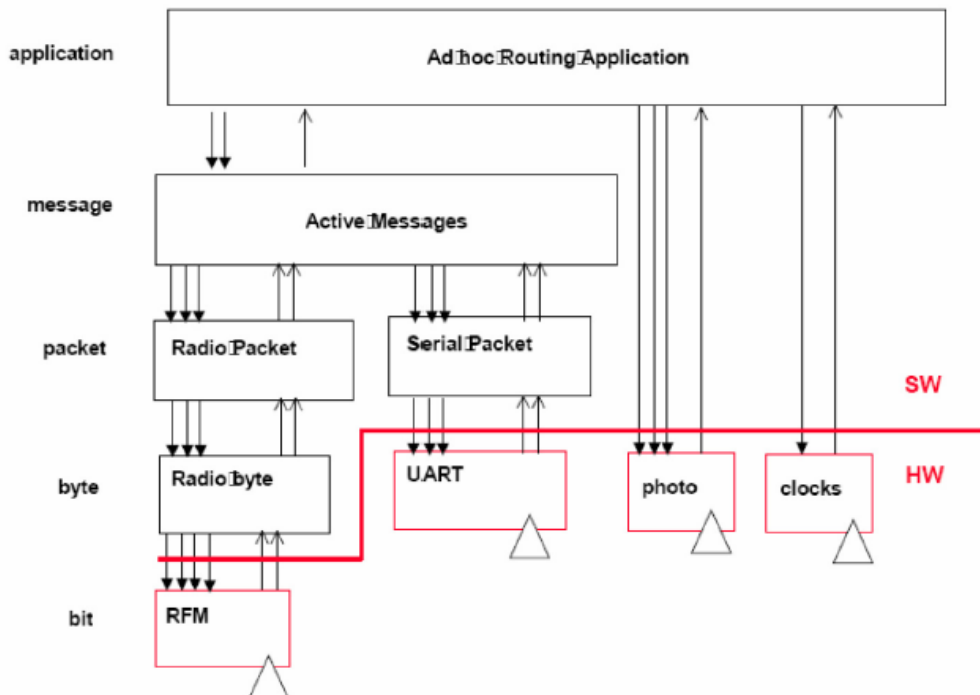 application
Ad hoc Routing Application
message
Active Messages
packet
Radio Packet
Serial Packet
SW
byte
Radio byte
UART
photo
clocks
HW
bit
RFM